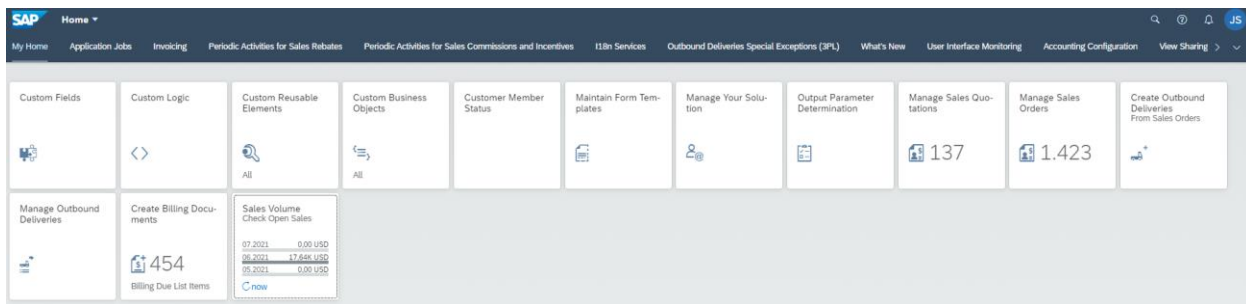 SAP Home
JS
My Home Application Jobs Invoicing Periodic Activities for Sales Rebates Periodic Activities for Sales Commissions and Incentives I18n Services Outbound Deliveries Special Exceptions (3PL) What's New User Interface Monitoring Accounting Configuration View Sharing
Custom Fields
Custom Logic
Custom Reusable
Elements
All
Custom Business
Objects
All
Customer Member
Status
Maintain Form Tem-
plates
Manage Your Solu-
tion
Output Parameter
Determination
Manage Sales Quo-
tations
137
Manage Sales
Orders
1.423
Create Outbound
Deliveries
From Sales Orders
Manage Outbound
Deliveries
Create Billing Docu-
ments
454
Billing Due List Items
Sales Volume
Check Open Sales
07.2021 0,00 USD
06.2021 17,64K USD
05.2021 0,00 USD
now